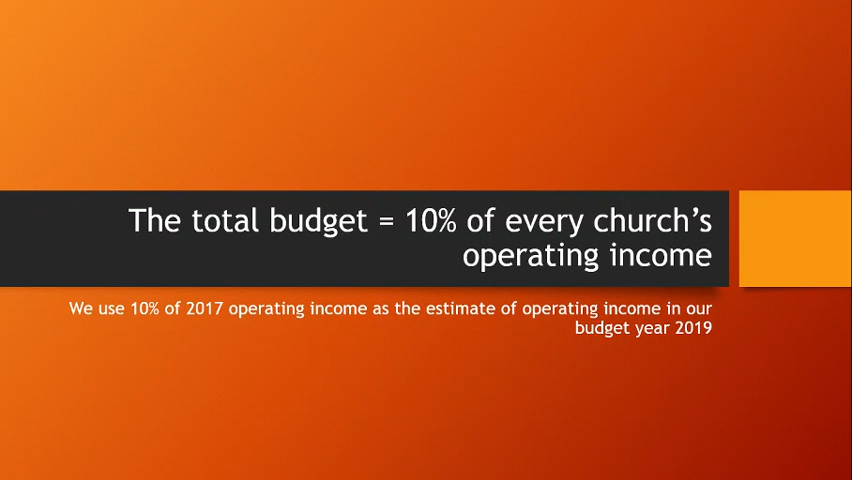 The total budget = 10% of every church’s
operating income
We use 10% of 2017 operating income as the estimate of operating income in our
budget year 2019